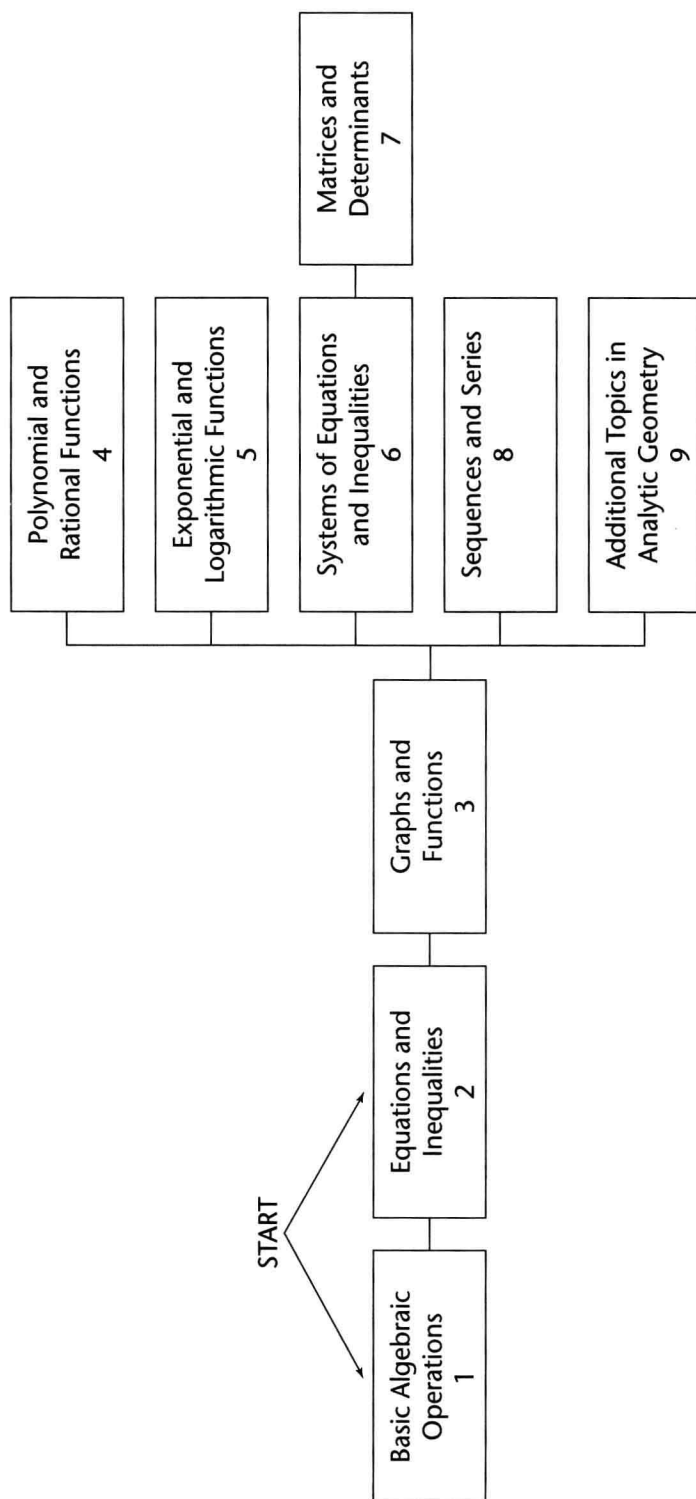 START
Basic Algebraic
Operations
1
Equations and
Inequalities
2
Graphs and
Functions
3
Polynomial and
Rational Functions
4
Exponential and
Logarithmic Functions
5
Systems of Equations
and Inequalities
6
Matrices and
Determinants
7
Sequences and Series
8
Additional Topics in
Analytic Geometry
9